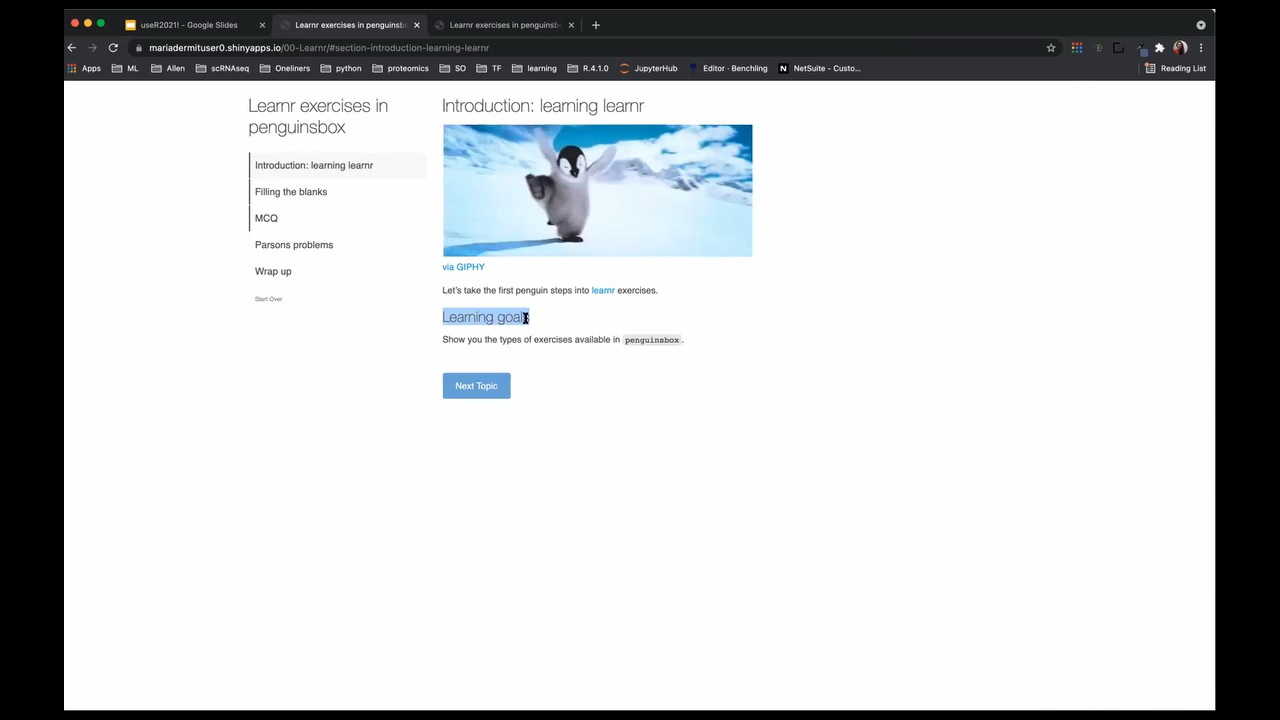 useR2021! - Google Slides
Learnr exercises in penguinsb
Learnr exercises in penguinsb
mariadermituser0.shinyapps.io/00-Learnr/#section-introduction-learning-learnr
Apps
ML
Allen
scRNAseq
Oneliners
python
proteomics
SO
TF
learning
R.4.1.0
JupyterHub
Editor · Benchling
NetSuite - Custo...
Reading List
Learnr exercises in
penguinsbox
Introduction: learning learnr
Filling the blanks
MCQ
Parsons problems
Wrap up
Start Over
Introduction: learning learnr
via GIPHY
Let's take the first penguin steps into learnr exercises.
Learning goals
Show you the types of exercises available in penguinsbox.
Next Topic